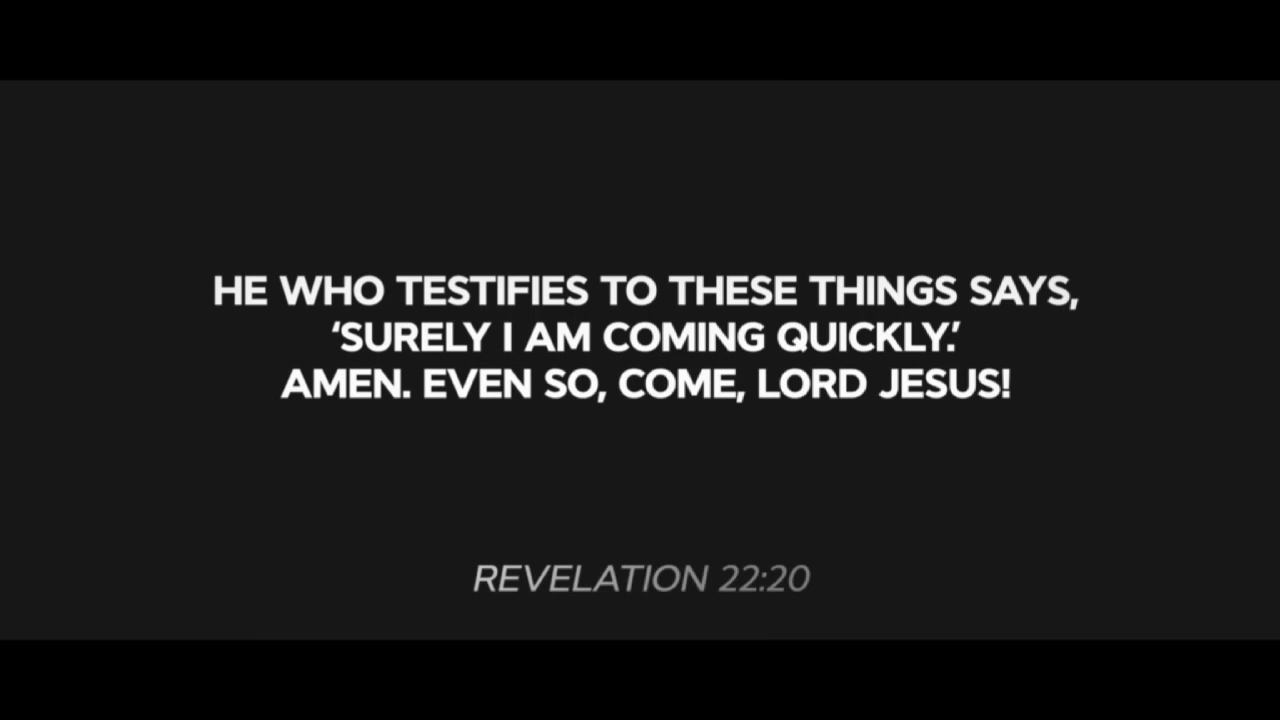 HE WHO TESTIFIES TO THESE THINGS SAYS,
‘SURELY I AM COMING QUICKLY.’
AMEN. EVEN SO, COME, LORD JESUS!
REVELATION 22:20